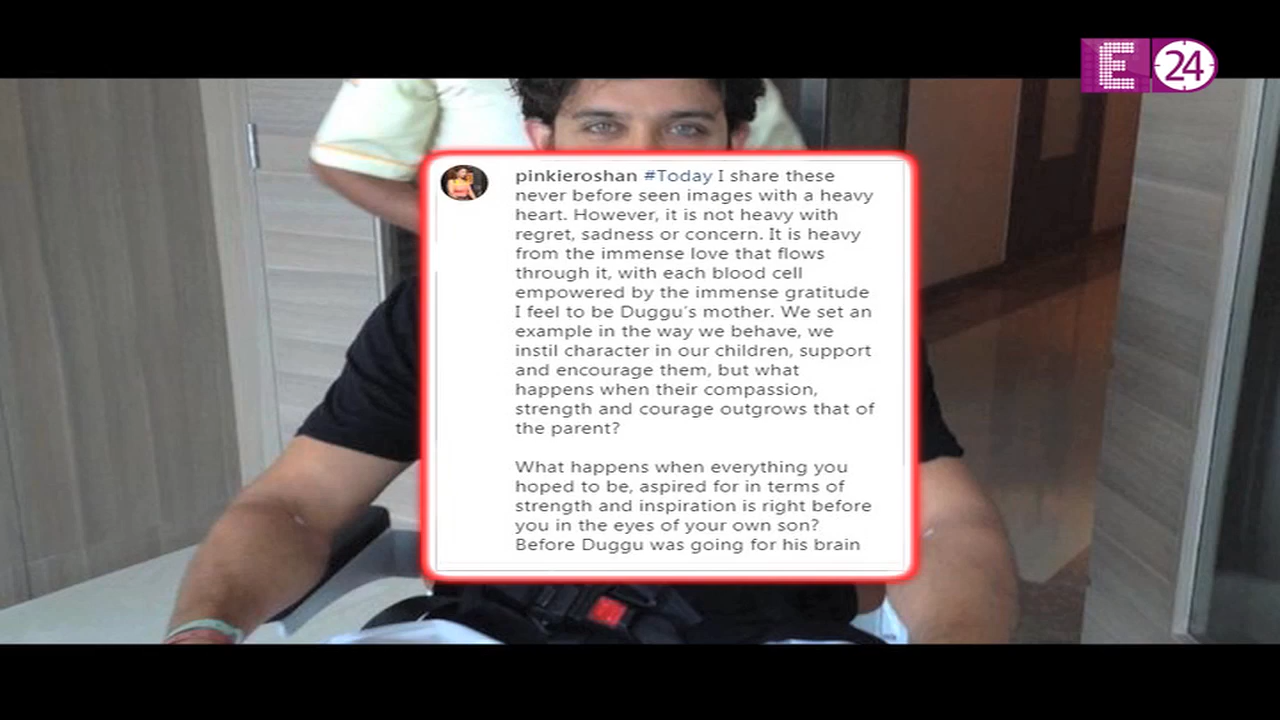 E 24
pinkieroshan #Today I share these
never before seen images with a heavy
heart. However, it is not heavy with
regret, sadness or concern. It is heavy
from the immense love that flows
through it, with each blood cell
empowered by the immense gratitude
I feel to be Duggu's mother. We set an
example in the way we behave, we
instil character in our children, support
and encourage them, but what
happens when their compassion,
strength and courage outgrows that of
the parent?
What happens when everything you
hoped to be, aspired for in terms of
strength and inspiration is right before
you in the eyes of your own son?
Before Duggu was going for his brain